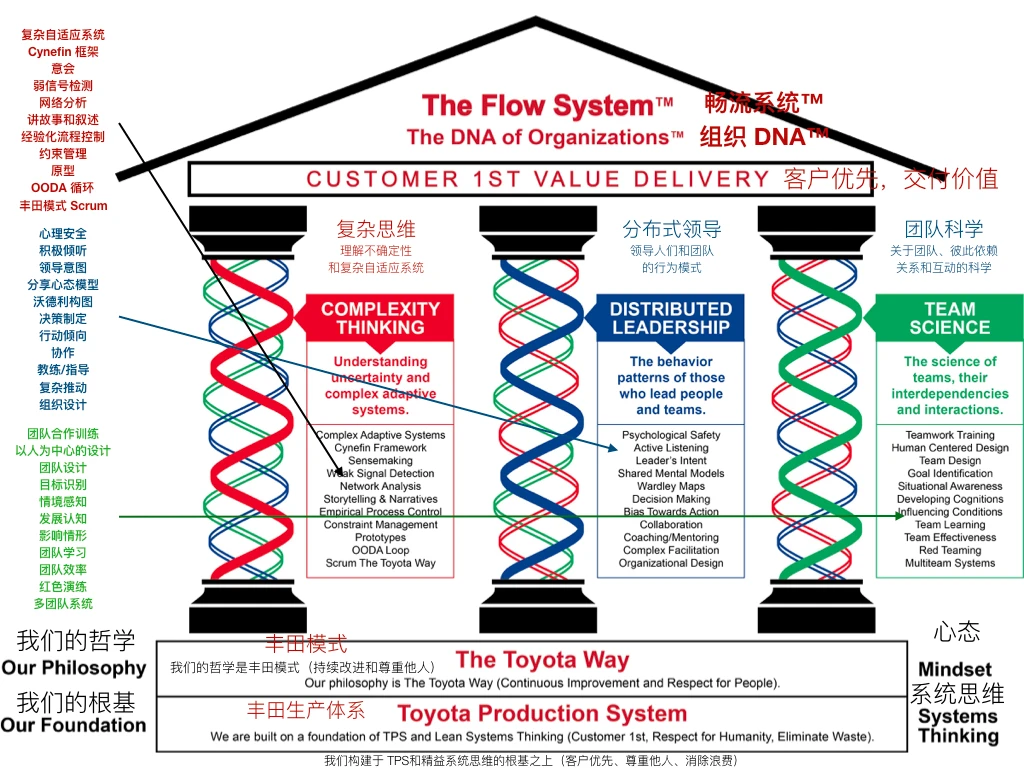 复杂自适应系统
Cynefin 框架
意会
弱信号检测
网络分析
讲故事和叙述
经验化流程控制
约束管理
原型
OODA 循环
丰田模式 Scrum
心理安全
积极倾听
领导意图
分享心态模型
沃德利构图
决策制定
行动倾向
协作
教练/指导
复杂推动
组织设计
团队合作训练
以人为中心的设计
团队设计
目标识别
情境感知
发展认知
影响情形
团队学习
团队效率
红色演练
多团队系统
The Flow System™ 畅流系统™
The DNA of Organizations™ 组织 DNA™
CUSTOMER 1ST VALUE DELIVERY 客户优先，交付价值
复杂思维
理解不确定性
和复杂自适应系统
COMPLEXITY
THINKING
Understanding
uncertainty and
complex adaptive
systems.
Complex Adaptive Systems
Cynefin Framework
Sensemaking
Weak Signal Detection
Network Analysis
Storytelling & Narratives
Empirical Process Control
Constraint Management
Prototypes
OODA Loop
Scrum The Toyota Way
分布式领导
领导人们和团队
的行为模式
DISTRIBUTED
LEADERSHIP
The behavior
patterns of those
who lead people
and teams.
Psychological Safety
Active Listening
Leader's Intent
Shared Mental Models
Wardley Maps
Decision Making
Bias Towards Action
Collaboration
Coaching/Mentoring
Complex Facilitation
Organizational Design
团队科学
关于团队、彼此依赖
关系和互动的科学
TEAM
SCIENCE
The science of
teams, their
interdependencies
and interactions.
Teamwork Training
Human Centered Design
Team Design
Goal Identification
Situational Awareness
Developing Cognitions
Influencing Conditions
Team Learning
Team Effectiveness
Red Teaming
Multiteam Systems
我们的哲学
Our Philosophy
丰田模式
The Toyota Way
我们的哲学是丰田模式（持续改进和尊重他人）
Our philosophy is The Toyota Way (Continuous Improvement and Respect for People).
心态
Mindset
我们的根基
Our Foundation
丰田生产体系
Toyota Production System
We are built on a foundation of TPS and Lean Systems Thinking (Customer 1st, Respect for Humanity, Eliminate Waste).
系统思维
Systems
Thinking
我们构建于 TPS和精益系统思维的根基之上（客户优先、尊重他人、消除浪费）